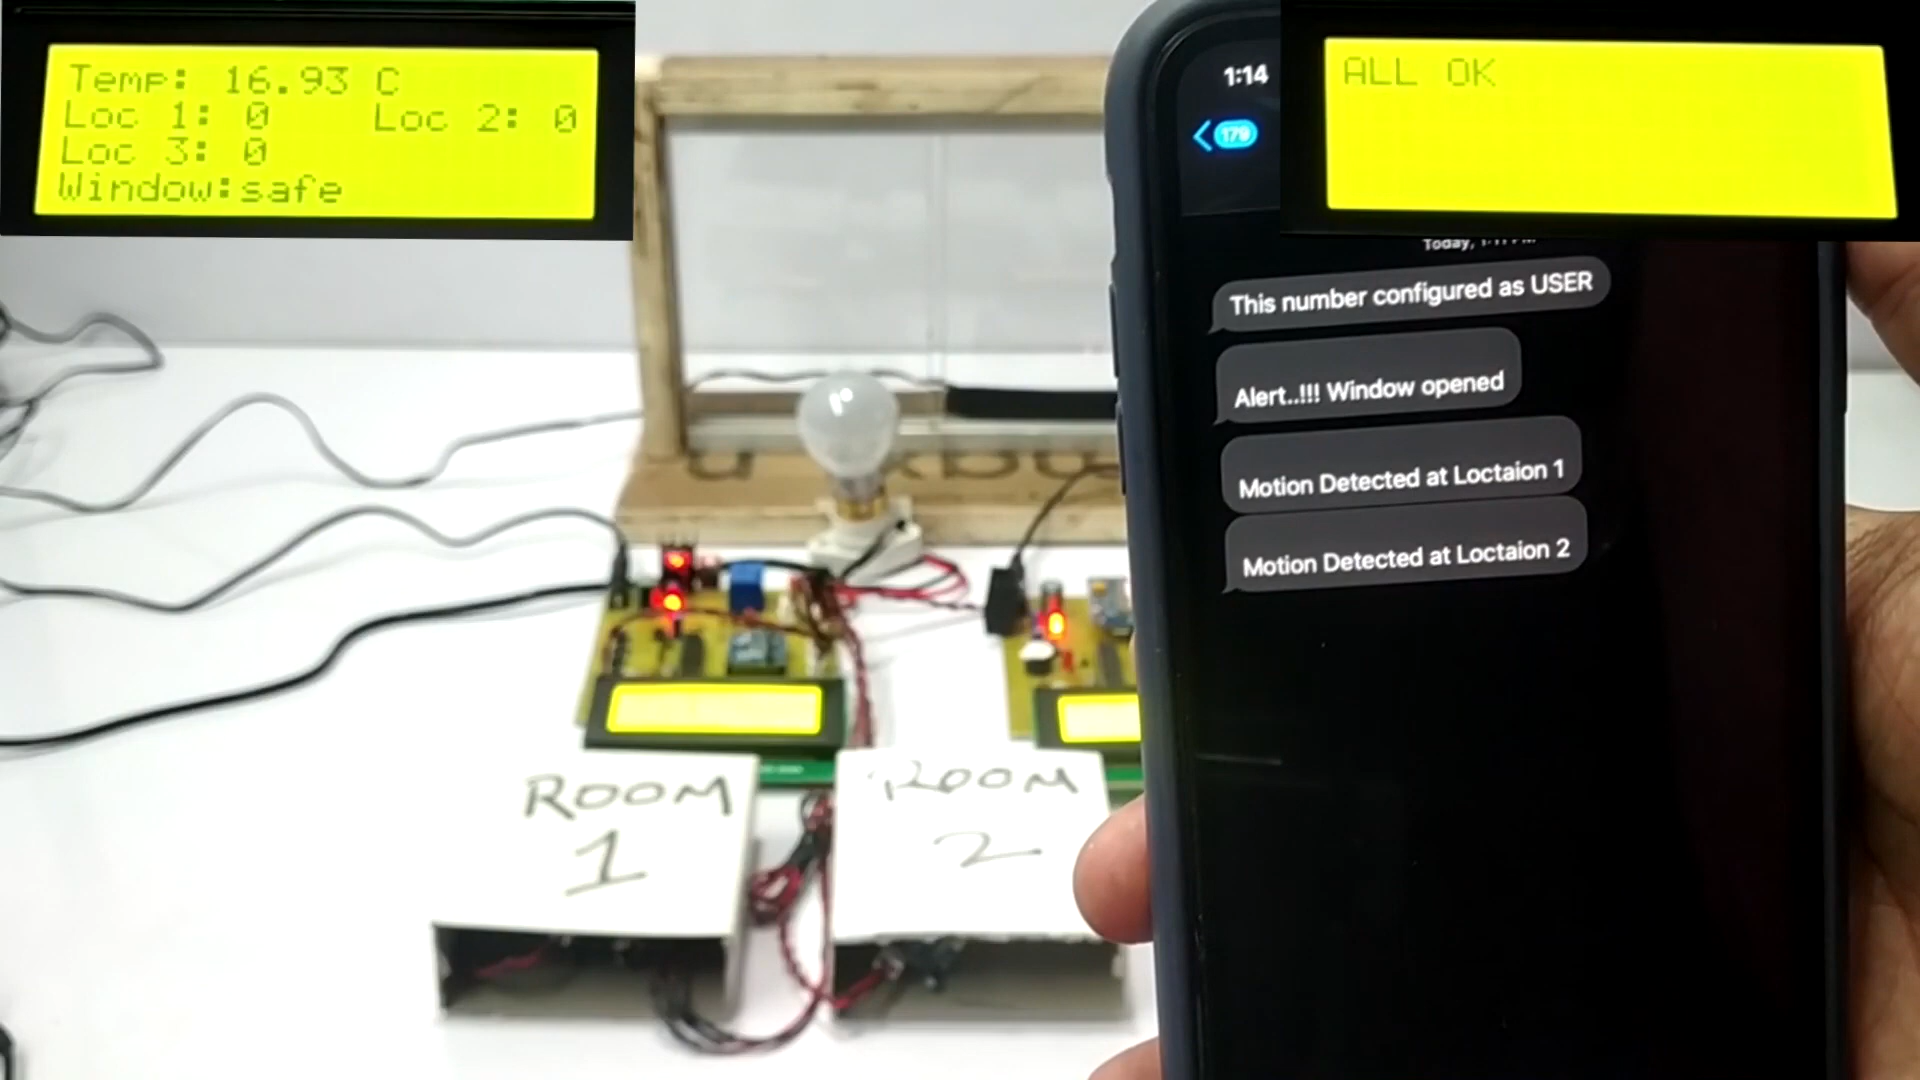 Temp: 16.93 C
Loc 1: 0 Loc 2: 0
Loc 3: 0
Window:safe
1:14
179
ALL OK
Today,
This number configured as USER
Alert..!!! Window opened
Motion Detected at Loctaion 1
Motion Detected at Loctaion 2
ROOM
1
ROOM
2